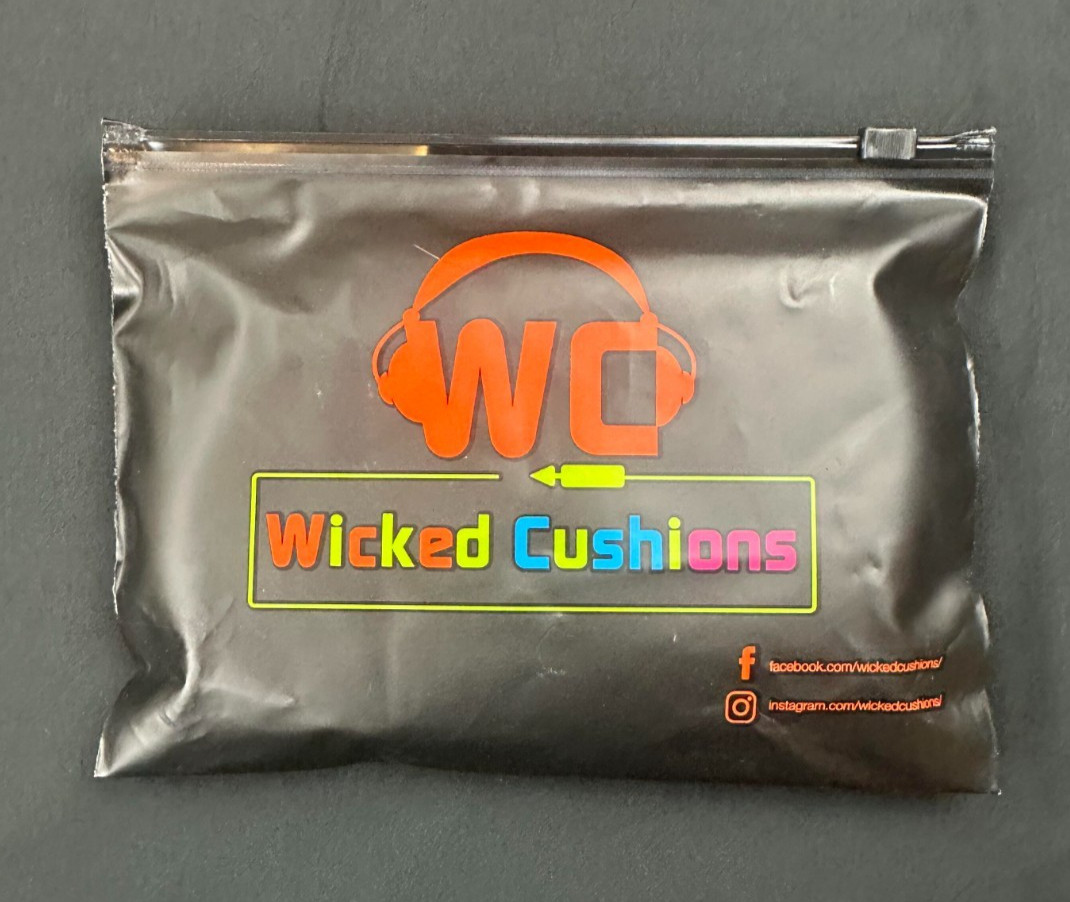 WC
Wicked Cushions
facebook.com/wickedcushions/
instagram.com/wickedcushions/